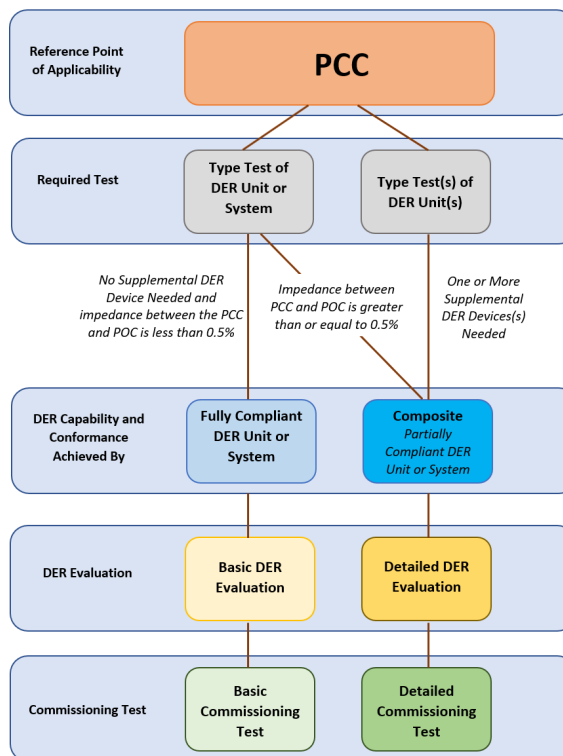 Reference Point
of Applicability
PCC
Required Test
Type Test of
DER Unit or
System
Type Test(s) of
DER Unit(s)
No Supplemental DER
Device Needed and
impedance between the PCC
and POC is less than 0.5%
Impedance between
PCC and POC is greater
than or equal to 0.5%
One or More
Supplemental
DER Devices(s)
Needed
DER Capability and
Conformance
Achieved By
Fully Compliant
DER Unit or
System
Composite
Partially
Compliant DER
Unit or System
DER Evaluation
Basic DER
Evaluation
Detailed DER
Evaluation
Commissioning Test
Basic
Commissioning
Test
Detailed
Commissioning
Test